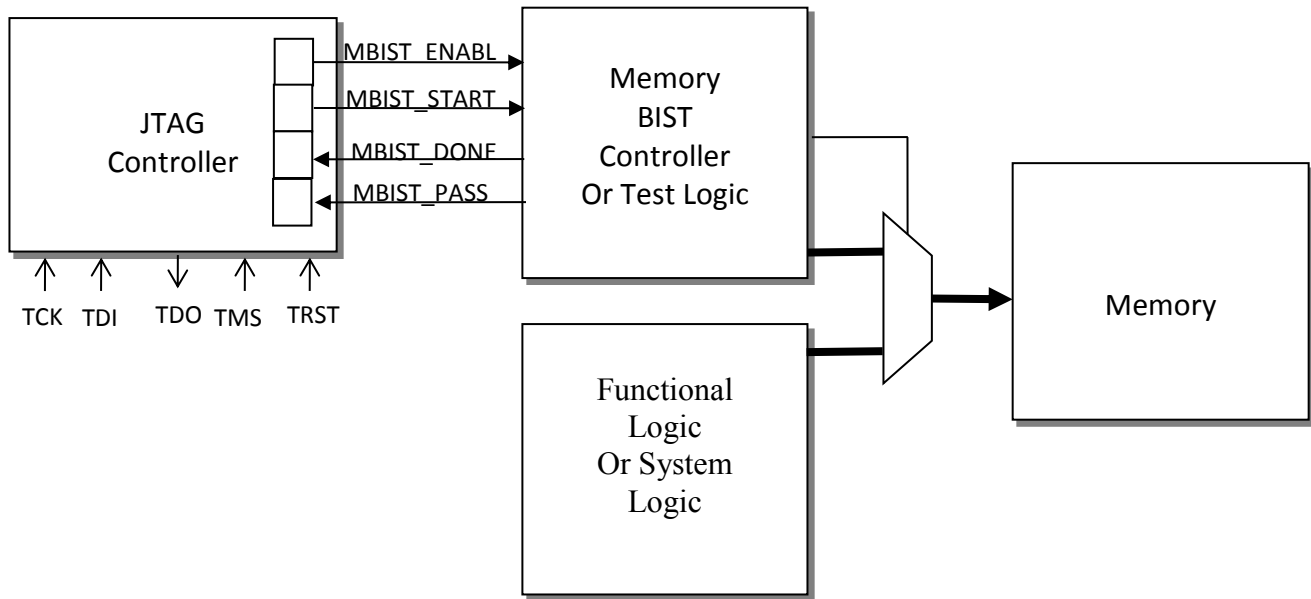 JTAG
Controller
MBIST_ENABL
MBIST_START
MBIST_DONE
MBIST_PASS
TCK
TDI
TDO
TMS
TRST
Memory
BIST
Controller
Or Test Logic
Functional
Logic
Or System
Logic
Memory